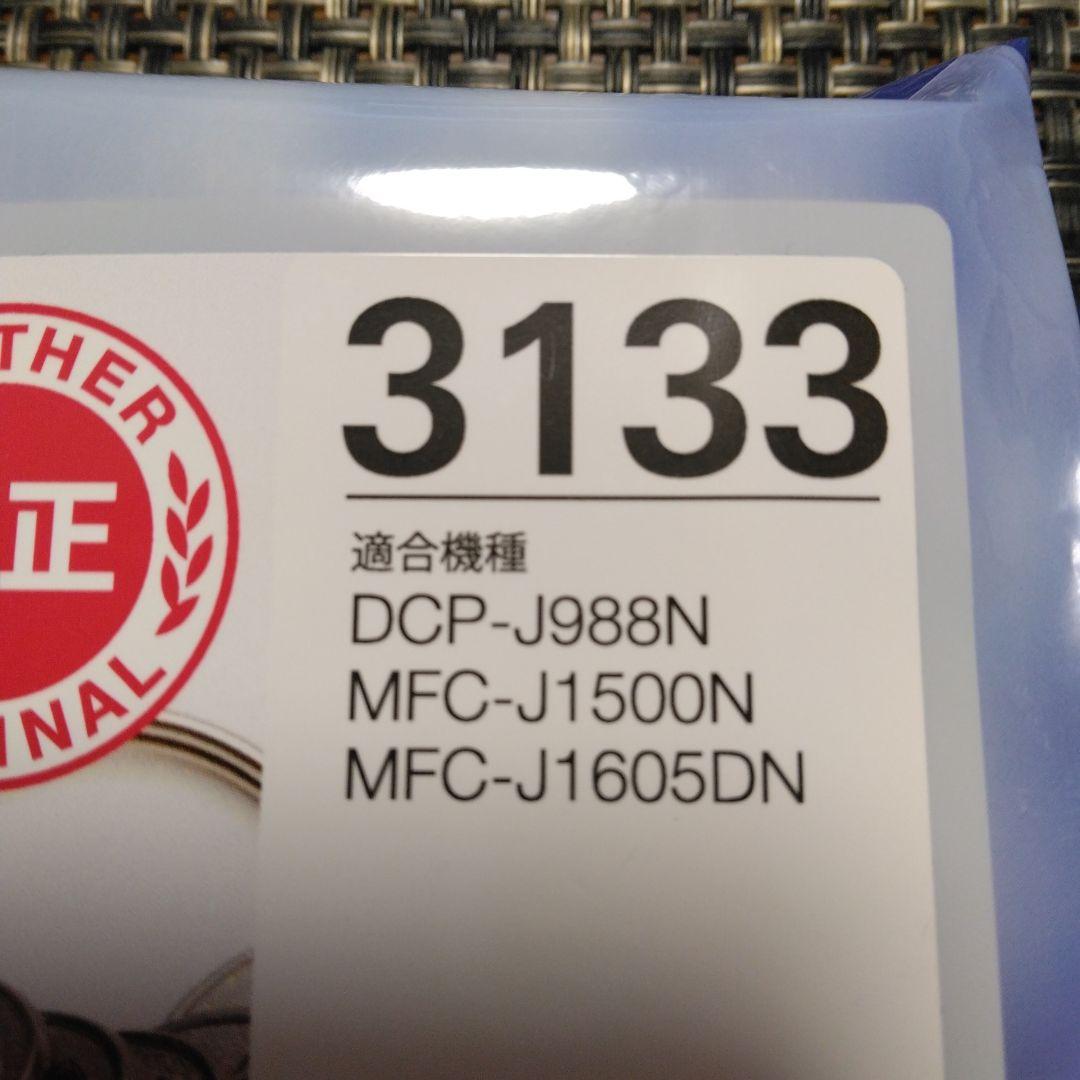 THER
正
INAL
3133
適合機種
DCP-J988N
MFC-J1500N
MFC-J1605DN